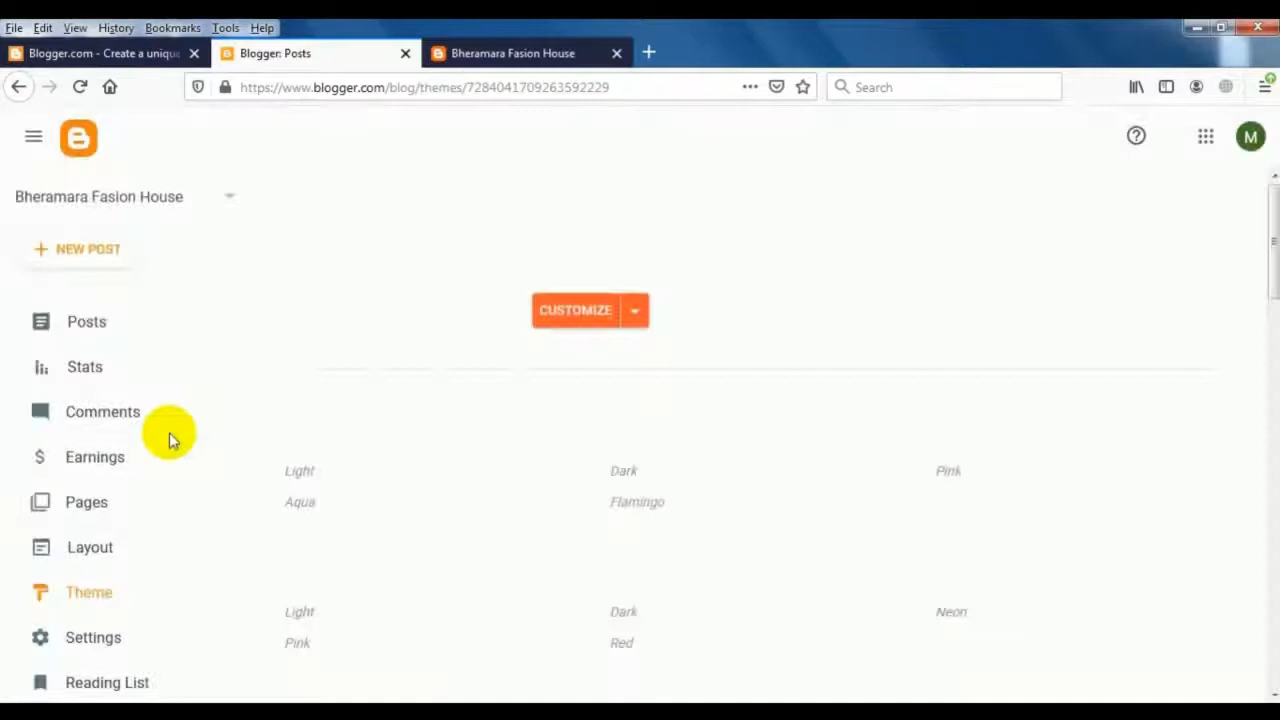 File Edit View History Bookmarks Tools Help
Blogger.com - Create a uniqu
Blogger: Posts
Bheramara Fasion House
https://www.blogger.com/blog/themes/7284041709263592229
Search
M
Bheramara Fasion House
NEW POST
CUSTOMIZE
Posts
Stats
Comments
Earnings
Pages
Layout
Theme
Settings
Reading List
Light Dark Pink
Aqua Flamingo
Light Dark Neon
Pink Red